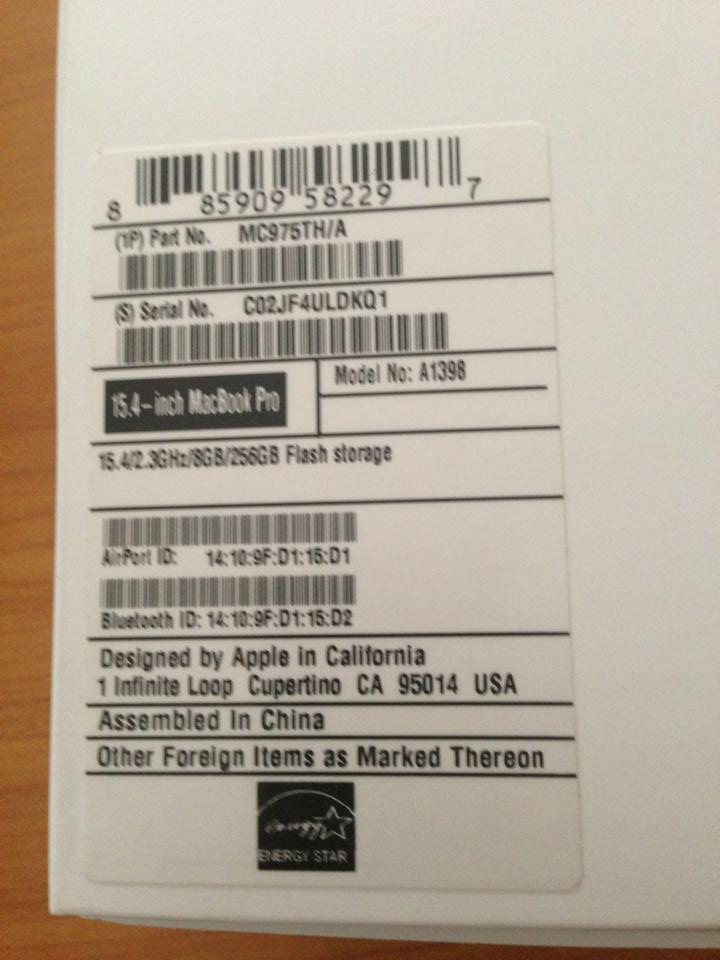 8 85909 58229 7
(1P) Part No. MC975TH/A
(S) Serial No. C02JF4ULDKQ1
15.4-inch MacBook Pro
Model No: A1398
15.4/2.3GHz/8GB/256GB Flash storage
AirPort ID: 14:10:9F:D1:15:D1
Bluetooth ID: 14:10:9F:D1:15:D2
Designed by Apple in California
1 Infinite Loop Cupertino CA 95014 USA
Assembled In China
Other Foreign Items as Marked Thereon
energy
ENERGY STAR